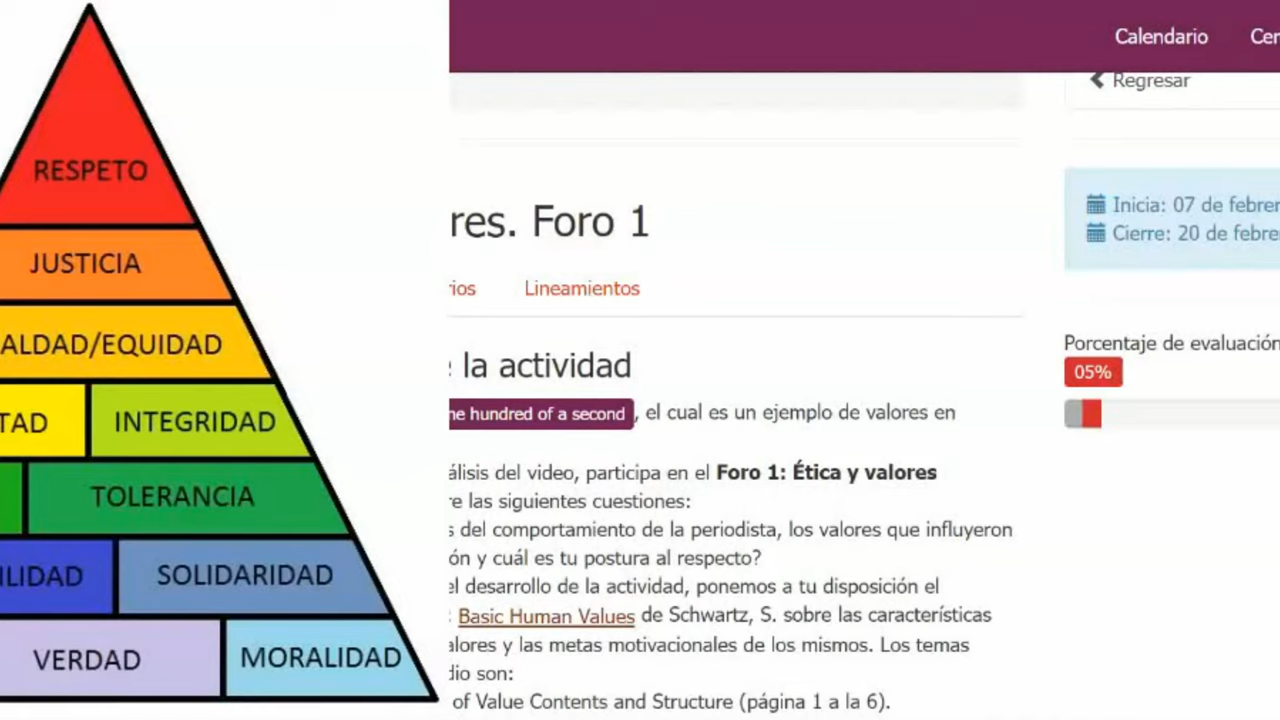 RESPETO
JUSTICIA
ALDAD/EQUIDAD
TAD
INTEGRIDAD
TOLERANCIA
ILIDAD
SOLIDARIDAD
VERDAD
MORALIDAD
Calendario Cen
Regresar
Inicia: 07 de febrer
Cierre: 20 de febre
res. Foro 1
rios Lineamientos
la actividad
ne hundred of a second , el cual es un ejemplo de valores en
álisis del video, participa en el Foro 1: Ética y valores
re las siguientes cuestiones:
s del comportamiento de la periodista, los valores que influyeron
ón y cuál es tu postura al respecto?
el desarrollo de la actividad, ponemos a tu disposición el
: Basic Human Values de Schwartz, S. sobre las características
alores y las metas motivacionales de los mismos. Los temas
dio son:
of Value Contents and Structure (página 1 a la 6).
Porcentaje de evaluación
05%